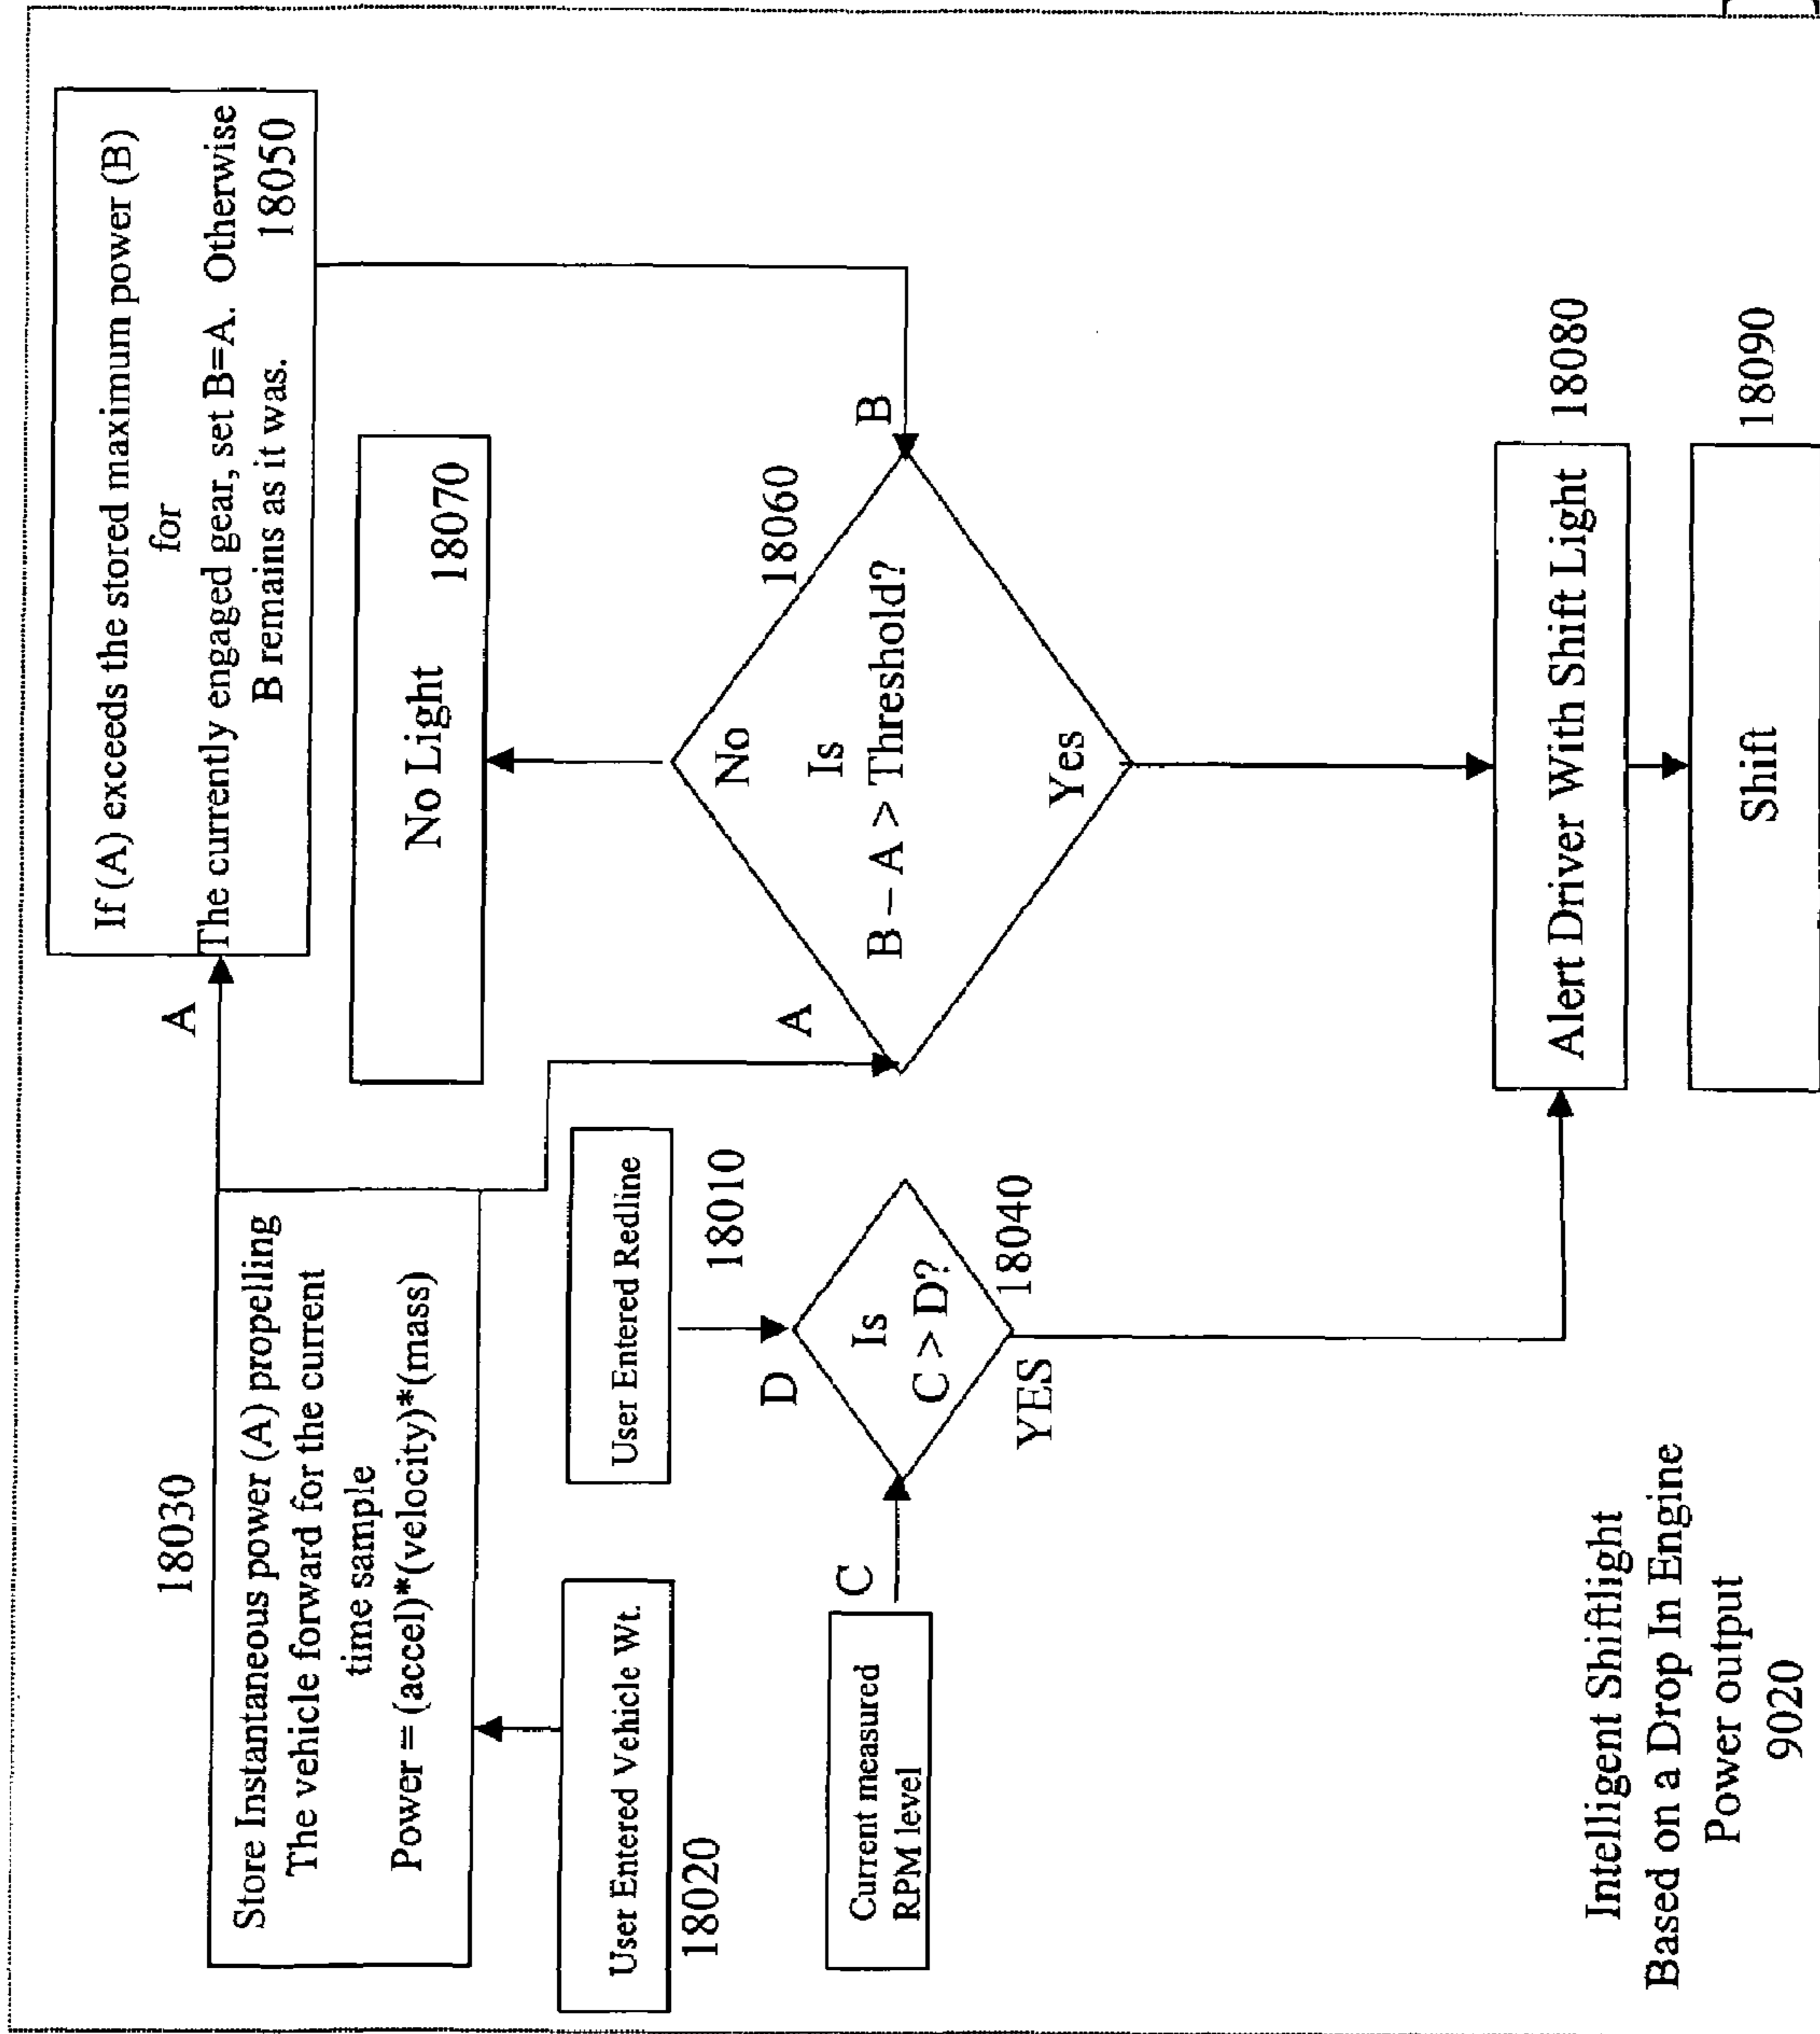 18030
Store Instantaneous power (A) propelling
The vehicle forward for the current
time sample
Power = (accel)*(velocity)*(mass)
A
If (A) exceeds the stored maximum power (B)
for
The currently engaged gear, set B=A. Otherwise
B remains as it was.
18050
User Entered Vehicle Wt.
18020
User Entered Redline
18010
No Light
18070
Current measured
RPM level
C
D
Is
C > D?
18040
YES
A
No
Is
B – A > Threshold?
Yes
18060
B
Alert Driver With Shift Light
18080
Shift
18090
Intelligent Shiftlight
Based on a Drop In Engine
Power output
9020